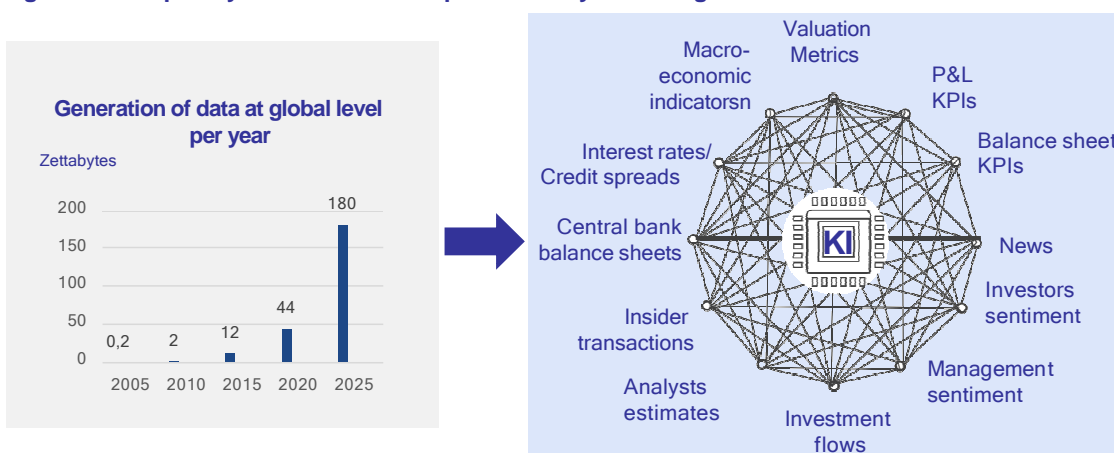 Generation of data at global level
per year
Zettabytes
200
150
100
50
0
0,2
2
12
44
180
2005 2010 2015 2020 2025
Valuation
Metrics
Macro-
economic
indicatorsn
P&L
KPIs
Interest rates/
Credit spreads
Balance sheet
KPIs
Central bank
balance sheets
KI
News
Insider
transactions
Investors
sentiment
Analysts
estimates
Management
sentiment
Investment
flows